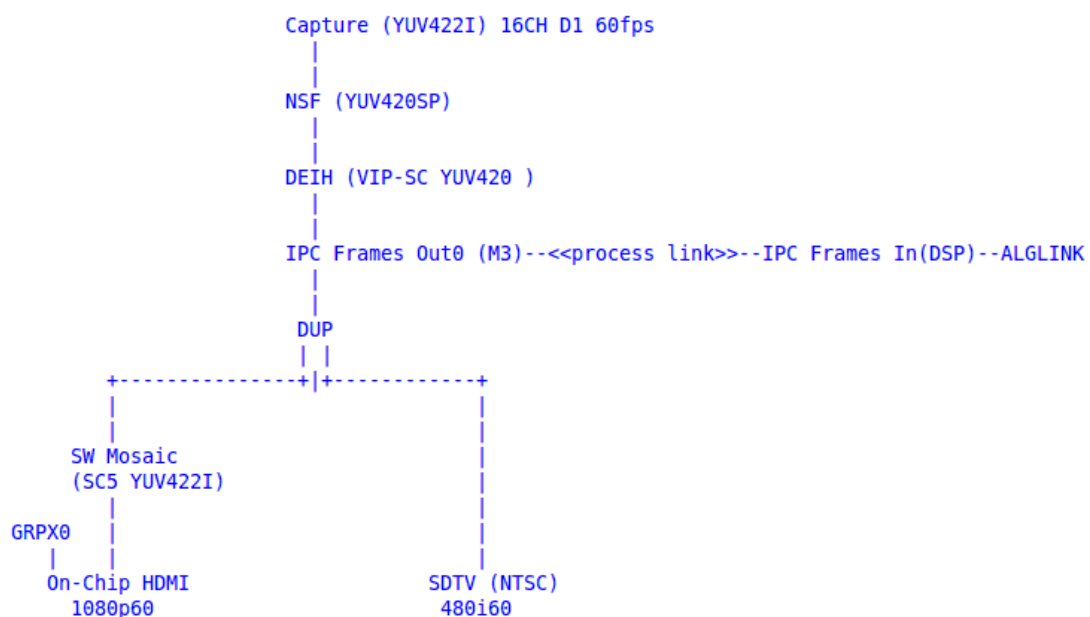 Capture (YUV422I) 16CH D1 60fps
NSF (YUV420SP)
DEIH (VIP-SC YUV420 )
IPC Frames Out0 (M3)--<<process link>>--IPC Frames In(DSP)--ALGLINK
DUP
SW Mosaic
(SC5 YUV422I)
GRPX0
On-Chip HDMI SDTV (NTSC)
1080p60 480i60